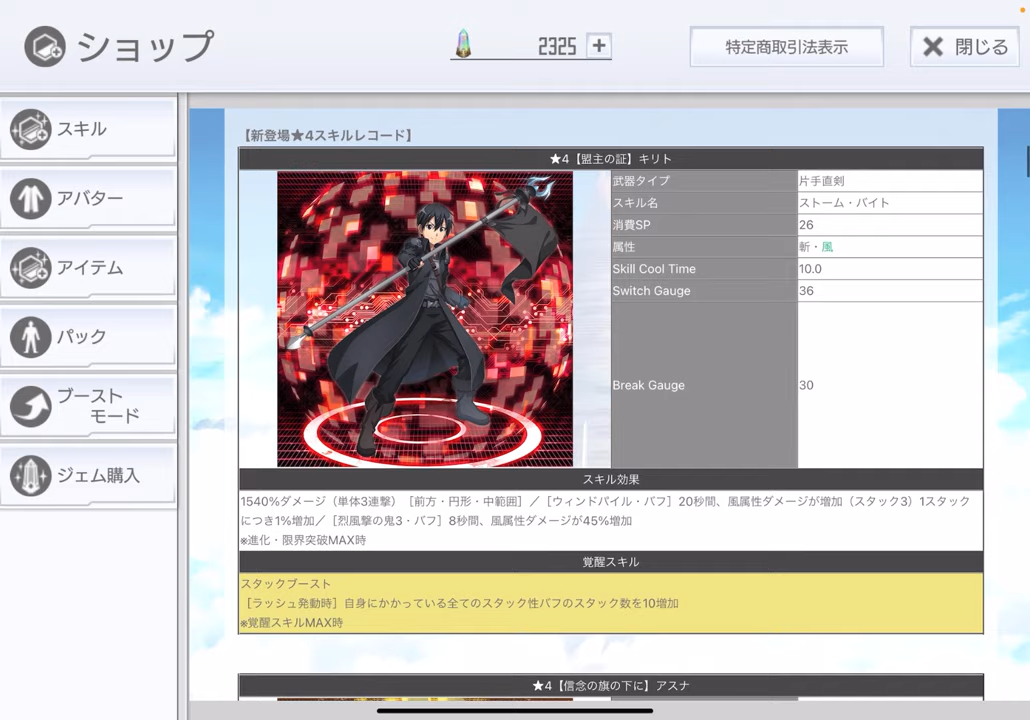 ショップ
2325
特定商取引法表示
閉じる
スキル
アバター
アイテム
パック
ブースト
モード
ジェム購入
【新登場★4スキルレコード】
★4【盟主の証】キリト
武器タイプ 片手直剣
スキル名 ストーム・バイト
消費SP 26
属性 斬・風
Skill Cool Time 10.0
Switch Gauge 36
Break Gauge 30
スキル効果
1540%ダメージ（単体3連撃）［前方・円形・中範囲］／［ウィンドパイル・バフ］20秒間、風属性ダメージが増加（スタック3）1スタック
につき1%増加／［烈風撃の鬼3・バフ］8秒間、風属性ダメージが45%増加
※進化・限界突破MAX時
覚醒スキル
スタックブースト
［ラッシュ発動時］自身にかかっている全てのスタック性バフのスタック数を10増加
※覚醒スキルMAX時
★4【信念の旗の下に】アスナ